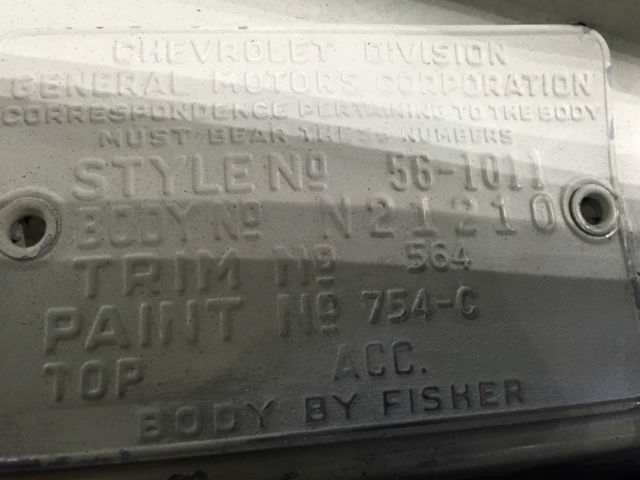 CHEVROLET DIVISION
GENERAL MOTORS CORPORATION
CORRESPONDENCE PERTAINING TO THE BODY
MUST BEAR THESE NUMBERS
STYLE Nº 56-1011
BODY Nº N21210
TRIM Nº 564
PAINT Nº 754-C
TOP ACC.
BODY BY FISHER